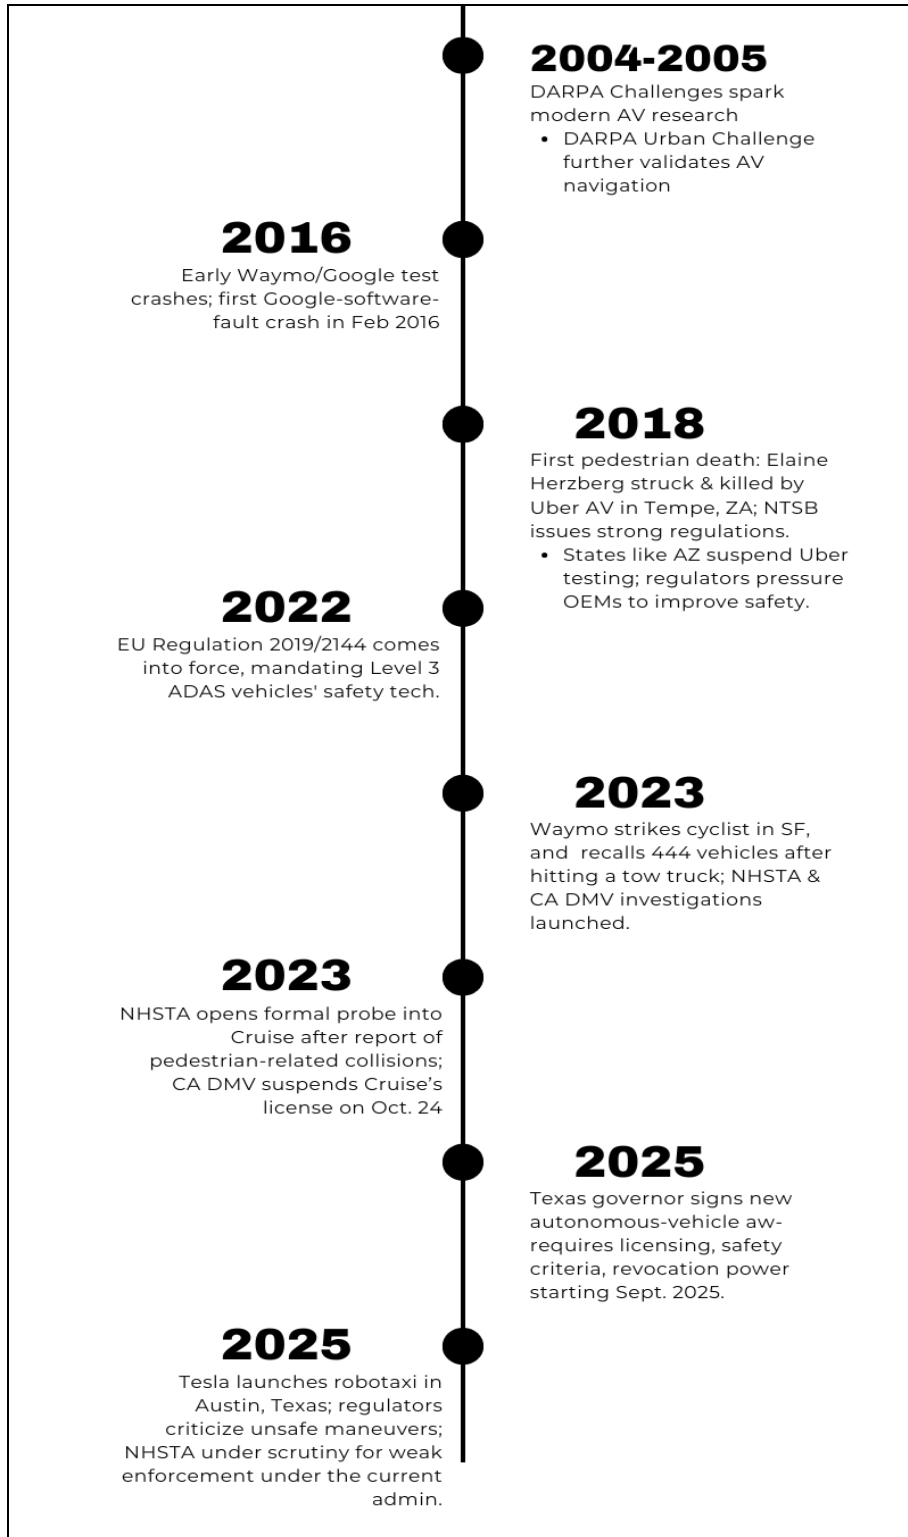 2004-2005
DARPA Challenges spark
modern AV research
• DARPA Urban Challenge
further validates AV
navigation
2016
Early Waymo/Google test
crashes; first Google-software-
fault crash in Feb 2016
2018
First pedestrian death: Elaine
Herzberg struck & killed by
Uber AV in Tempe, ZA; NTSB
issues strong regulations.
• States like AZ suspend Uber
testing; regulators pressure
OEMs to improve safety.
2022
EU Regulation 2019/2144 comes
into force, mandating Level 3
ADAS vehicles' safety tech.
2023
Waymo strikes cyclist in SF,
and  recalls 444 vehicles after
hitting a tow truck; NHSTA &
CA DMV investigations
launched.
2023
NHSTA opens formal probe into
Cruise after report of
pedestrian-related collisions;
CA DMV suspends Cruise’s
license on Oct. 24
2025
Texas governor signs new
autonomous-vehicle aw-
requires licensing, safety
criteria, revocation power
starting Sept. 2025.
2025
Tesla launches robotaxi in
Austin, Texas; regulators
criticize unsafe maneuvers;
NHSTA under scrutiny for weak
enforcement under the current
admin.